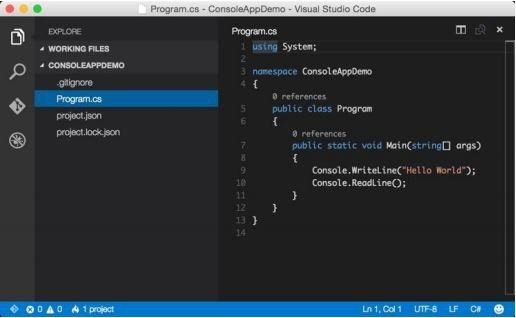 Program.cs - ConsoleAppDemo - Visual Studio Code
EXPLORE
WORKING FILES
CONSOLEAPPDEMO
.gitignore
Program.cs
project.json
project.lock.json
Program.cs
1 using System;
2
3 namespace ConsoleAppDemo
4 {
0 references
5 public class Program
6 {
0 references
7 public static void Main(string[] args)
8 {
9 Console.WriteLine("Hello World");
10 Console.ReadLine();
11 }
12 }
13 }
14
0 0 1 project
Ln 1, Col 1 UTF-8 LF C#